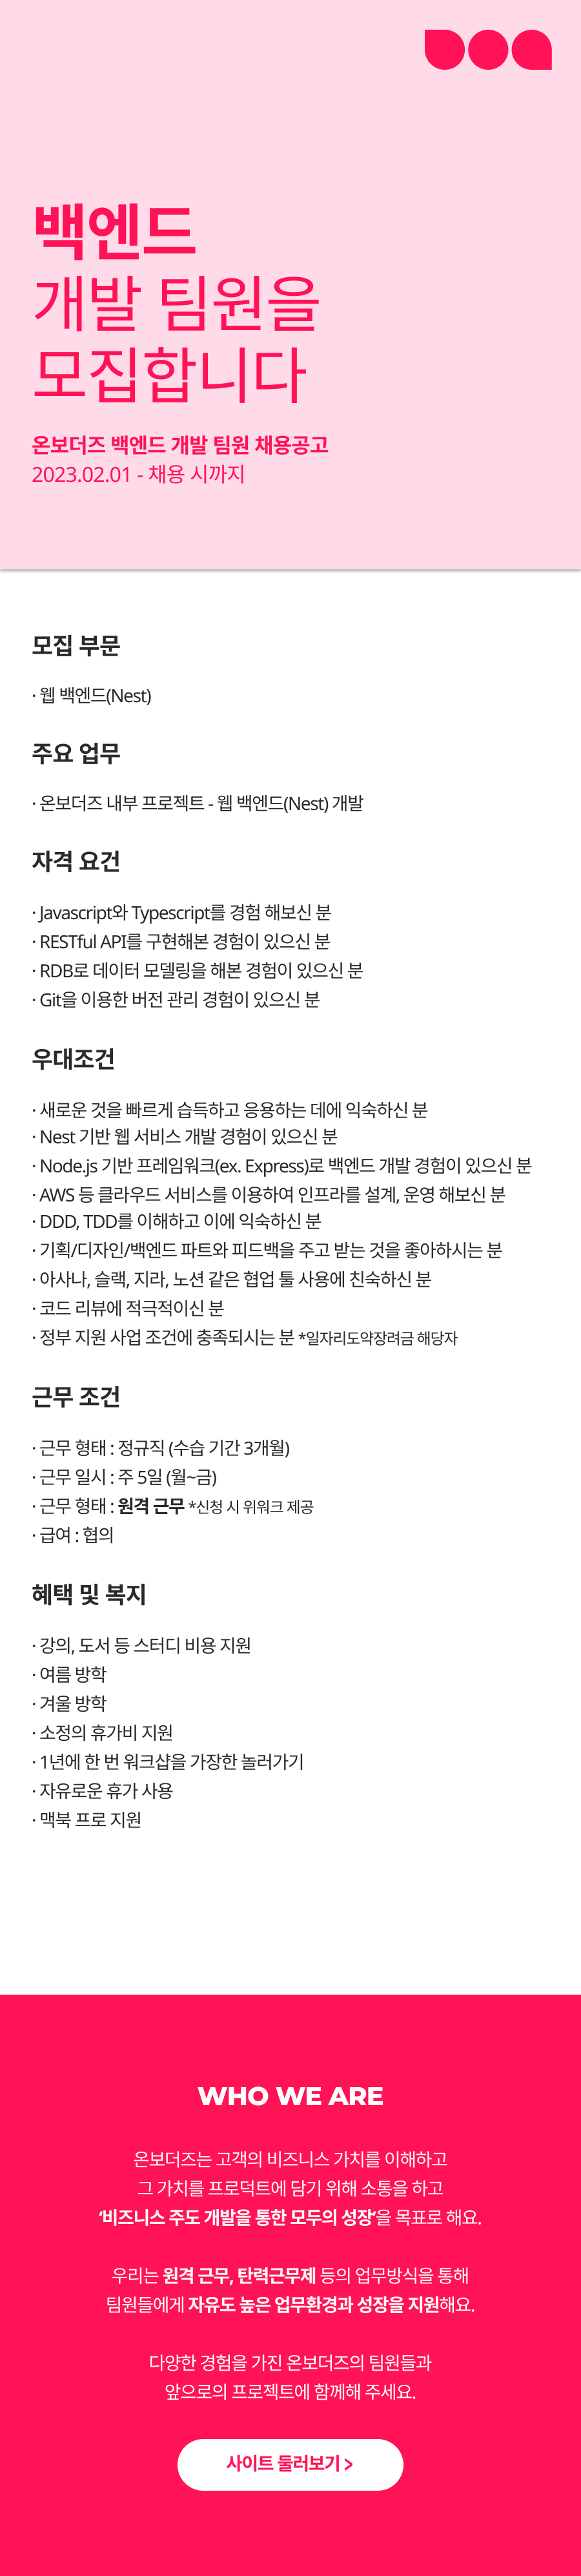 백엔드
개발 팀원을
모집합니다
온보더즈 백엔드 개발 팀원 채용공고
2023.02.01 - 채용 시까지
모집 부문
· 웹 백엔드(Nest)
주요 업무
· 온보더즈 내부 프로젝트 - 웹 백엔드(Nest) 개발
자격 요건
· Javascript와 Typescript를 경험 해보신 분
· RESTful API를 구현해본 경험이 있으신 분
· RDB로 데이터 모델링을 해본 경험이 있으신 분
· Git을 이용한 버전 관리 경험이 있으신 분
우대조건
· 새로운 것을 빠르게 습득하고 응용하는 데에 익숙하신 분
· Nest 기반 웹 서비스 개발 경험이 있으신 분
· Node.js 기반 프레임워크(ex. Express)로 백엔드 개발 경험이 있으신 분
· AWS 등 클라우드 서비스를 이용하여 인프라를 설계, 운영 해보신 분
· DDD, TDD를 이해하고 이에 익숙하신 분
· 기획/디자인/백엔드 파트와 피드백을 주고 받는 것을 좋아하시는 분
· 아사나, 슬랙, 지라, 노션 같은 협업 툴 사용에 친숙하신 분
· 코드 리뷰에 적극적이신 분
· 정부 지원 사업 조건에 충족되시는 분 *일자리도약장려금 해당자
근무 조건
· 근무 형태 : 정규직 (수습 기간 3개월)
· 근무 일시 : 주 5일 (월~금)
· 근무 형태 : 원격 근무 *신청 시 위워크 제공
· 급여 : 협의
혜택 및 복지
· 강의, 도서 등 스터디 비용 지원
· 여름 방학
· 겨울 방학
· 소정의 휴가비 지원
· 1년에 한 번 워크샵을 가장한 놀러가기
· 자유로운 휴가 사용
· 맥북 프로 지원
WHO WE ARE
온보더즈는 고객의 비즈니스 가치를 이해하고
그 가치를 프로덕트에 담기 위해 소통을 하고
‘비즈니스 주도 개발을 통한 모두의 성장’을 목표로 해요.
우리는 원격 근무, 탄력근무제 등의 업무방식을 통해
팀원들에게 자유도 높은 업무환경과 성장을 지원해요.
다양한 경험을 가진 온보더즈의 팀원들과
앞으로의 프로젝트에 함께해 주세요.
사이트 둘러보기 >